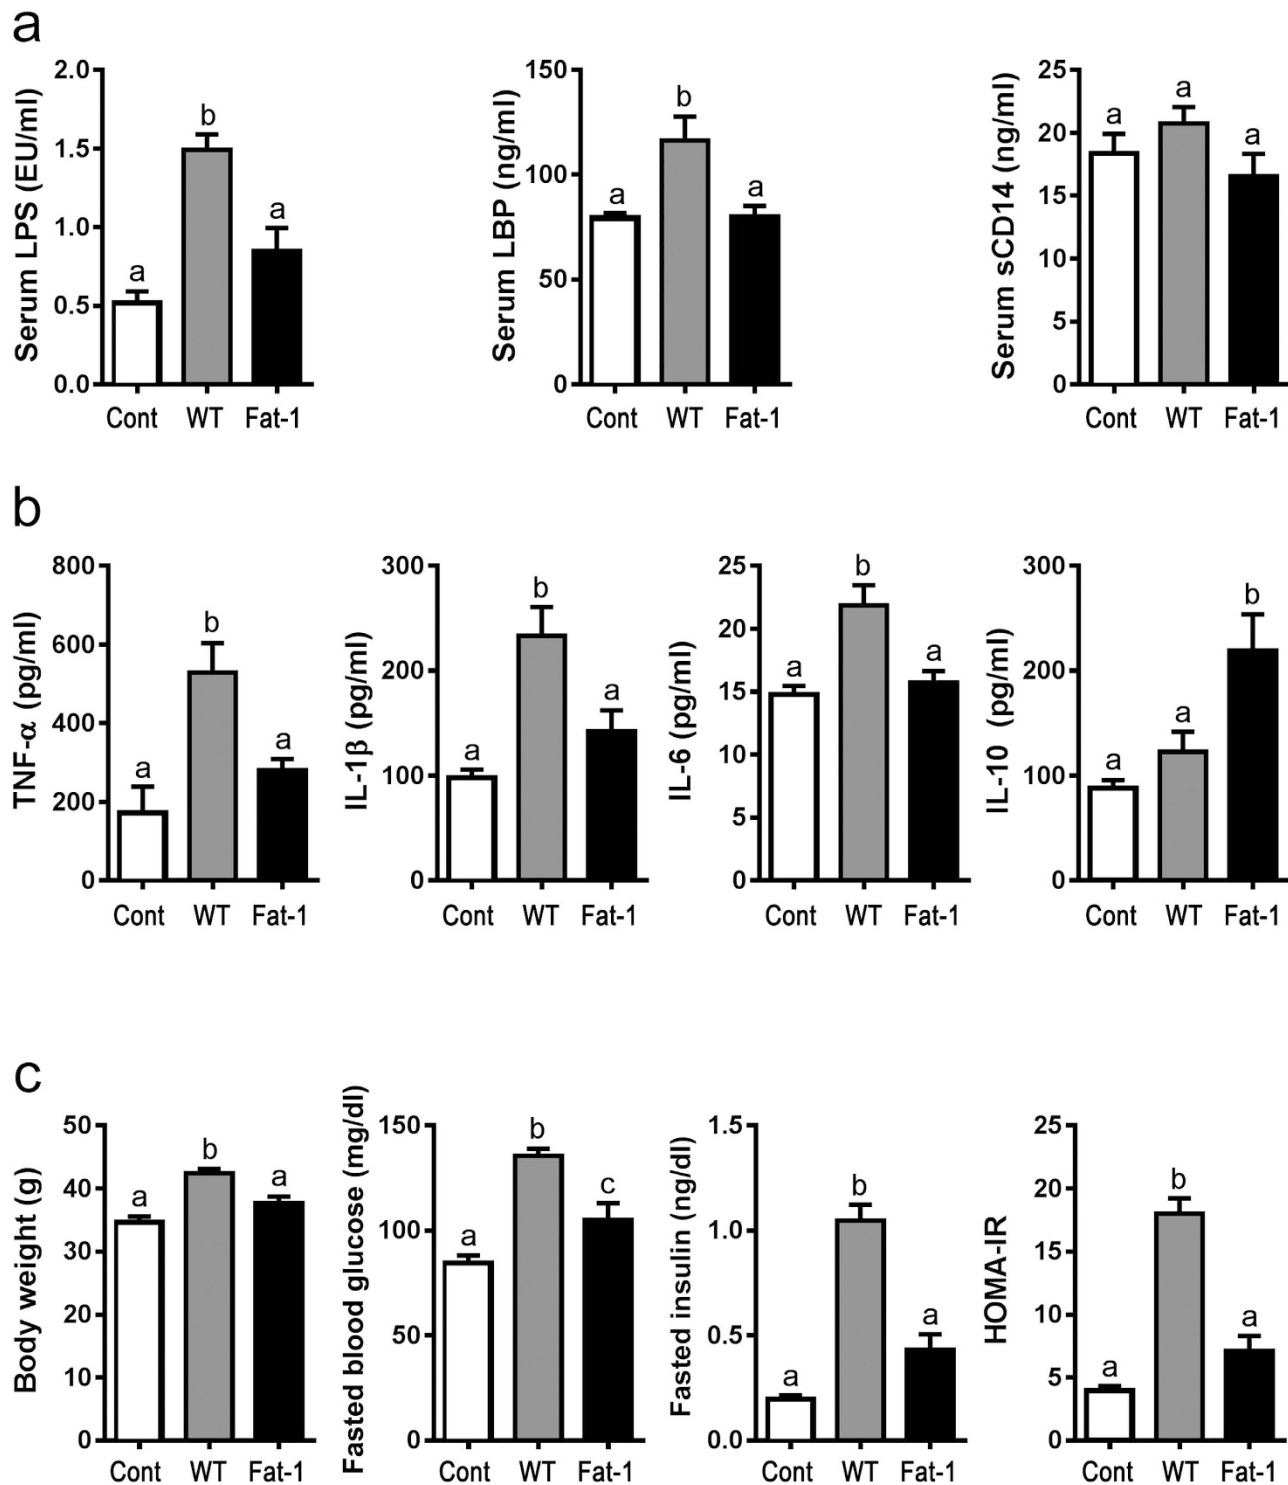 a
Serum LPS (EU/ml)
2.0
1.5
1.0
0.5
0.0
a
b
a
Cont WT Fat-1
Serum LBP (ng/ml)
150
100
50
0
a
b
a
Cont WT Fat-1
Serum sCD14 (ng/ml)
25
20
15
10
5
0
a
a
a
Cont WT Fat-1
b
TNF-α (pg/ml)
800
600
400
200
0
a
b
a
Cont WT Fat-1
IL-1β (pg/ml)
300
200
100
0
a
b
a
Cont WT Fat-1
IL-6 (pg/ml)
25
20
15
10
5
0
a
b
a
Cont WT Fat-1
IL-10 (pg/ml)
300
200
100
0
a
a
b
Cont WT Fat-1
c
Body weight (g)
50
40
30
20
10
0
a
b
a
Cont WT Fat-1
Fasted blood glucose (mg/dl)
150
100
50
0
a
b
c
Cont WT Fat-1
Fasted insulin (ng/dl)
1.5
1.0
0.5
0.0
a
b
a
Cont WT Fat-1
HOMA-IR
25
20
15
10
5
0
a
b
a
Cont WT Fat-1